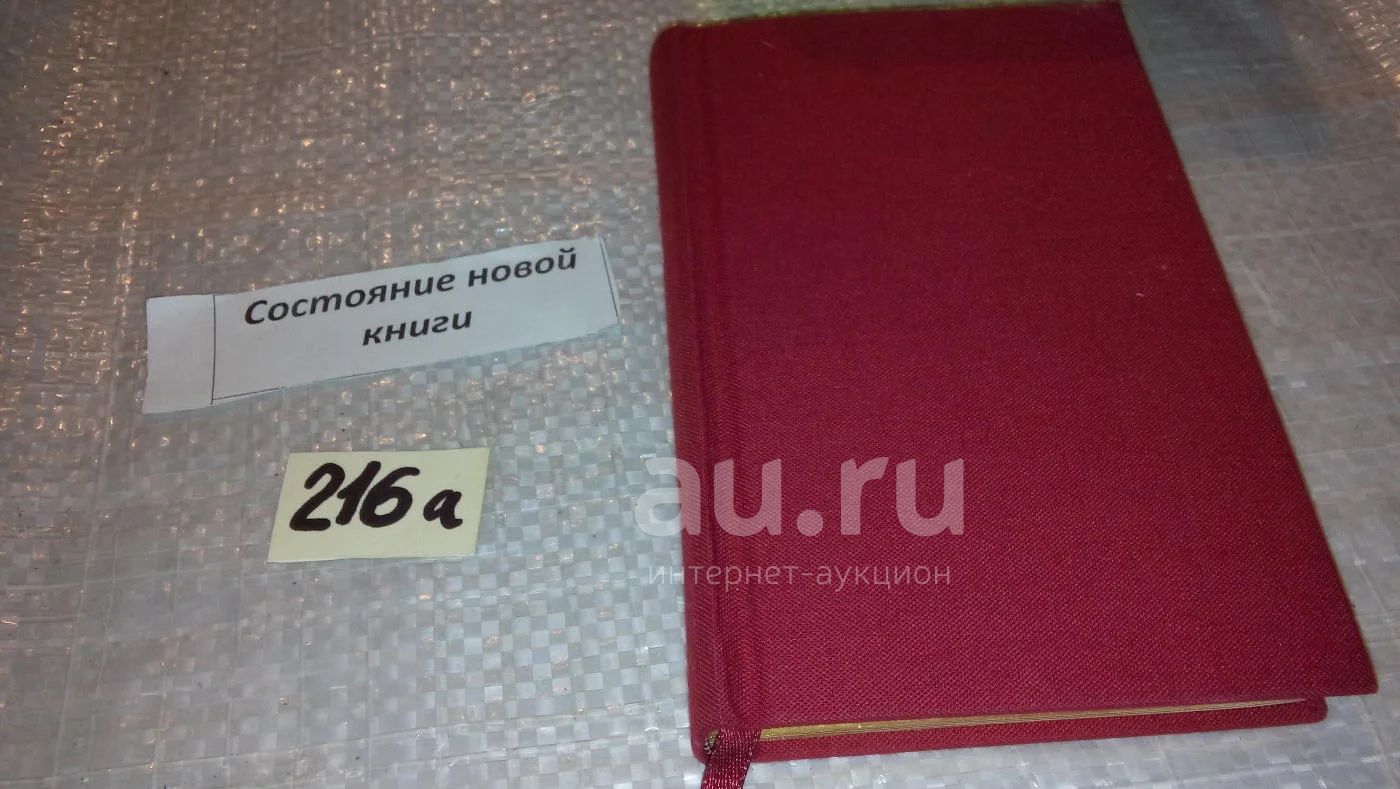 Состояние новой
книги
216а
au.ru
интернет-аукцион